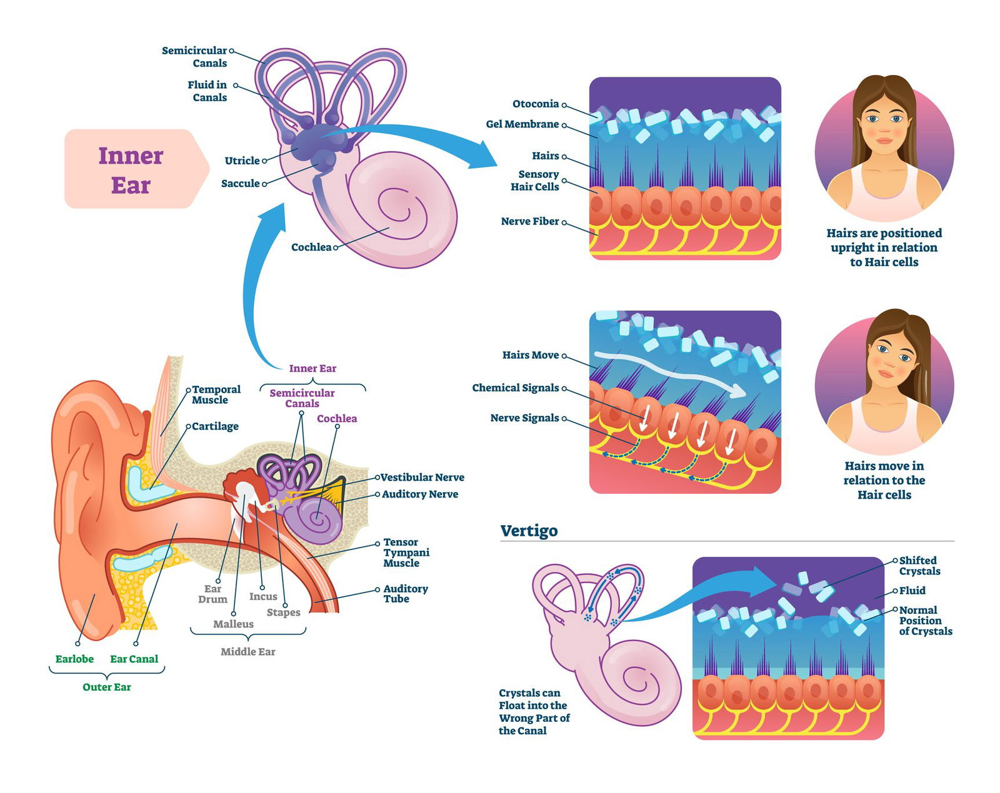 Inner
Ear
Semicircular
Canals
Fluid in
Canals
Utricle
Saccule
Cochlea
Otoconia
Gel Membrane
Hairs
Sensory
Hair Cells
Nerve Fiber
Hairs are positioned
upright in relation
to Hair cells
Hairs Move
Chemical Signals
Nerve Signals
Hairs move in
relation to the
Hair cells
Inner Ear
Semicircular
Canals
Cochlea
Temporal
Muscle
Cartilage
Vestibular Nerve
Auditory Nerve
Tensor
Tympani
Muscle
Auditory
Tube
Ear
Drum
Malleus
Incus
Stapes
Middle Ear
Earlobe
Ear Canal
Outer Ear
Vertigo
Shifted
Crystals
Fluid
Normal
Position
of Crystals
Crystals can
Float into the
Wrong Part of
the Canal